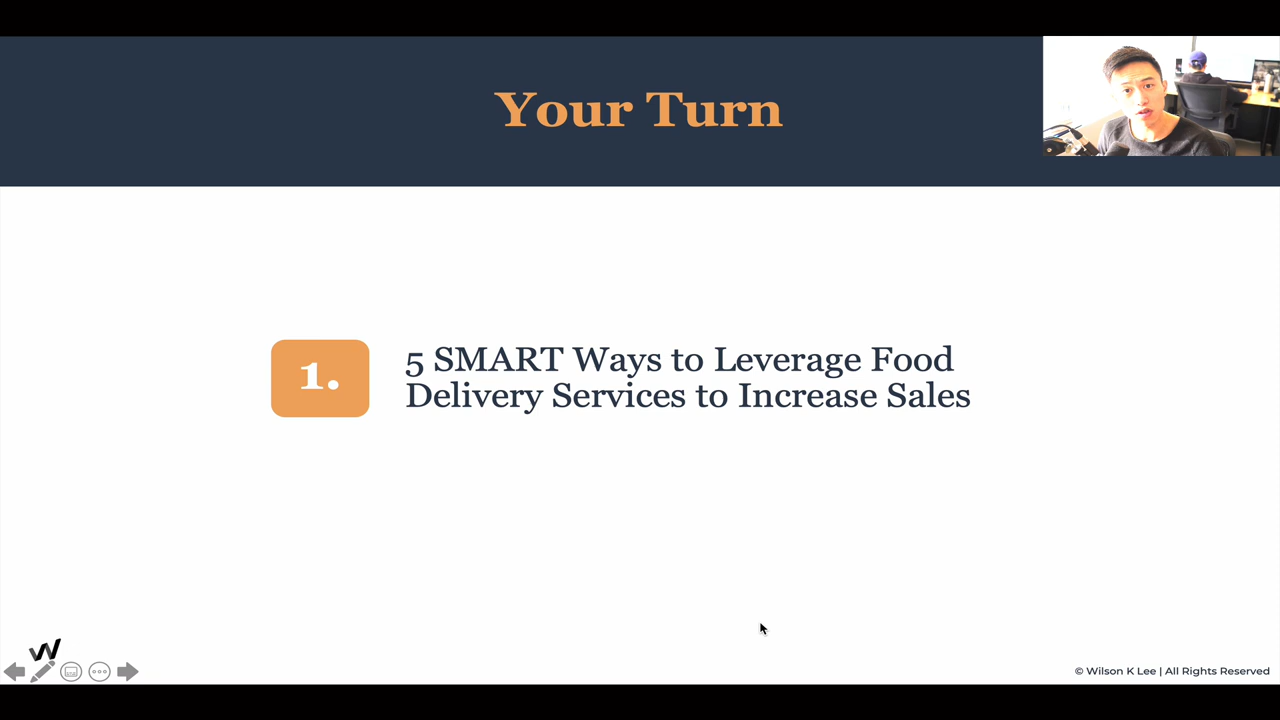 Your Turn
1.
5 SMART Ways to Leverage Food
Delivery Services to Increase Sales
W
© Wilson K Lee | All Rights Reserved